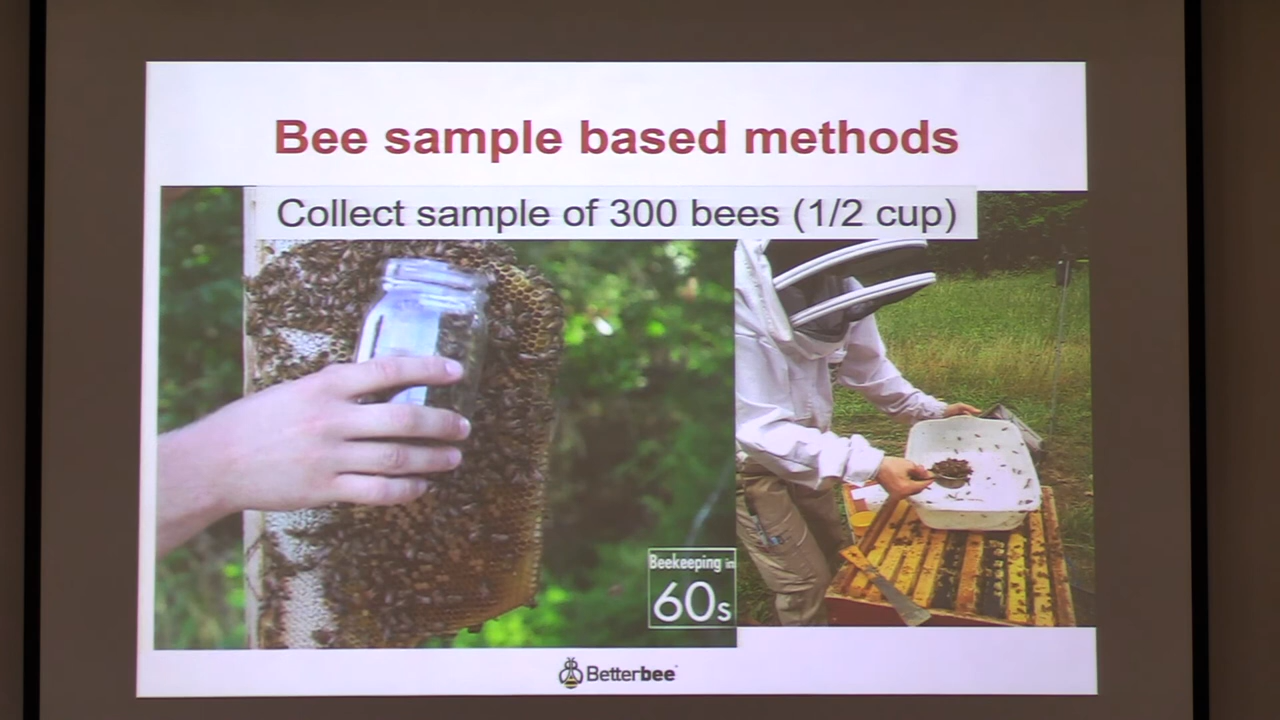 Bee sample based methods
Collect sample of 300 bees (1/2 cup)
Beekeeping in
60s
Betterbee